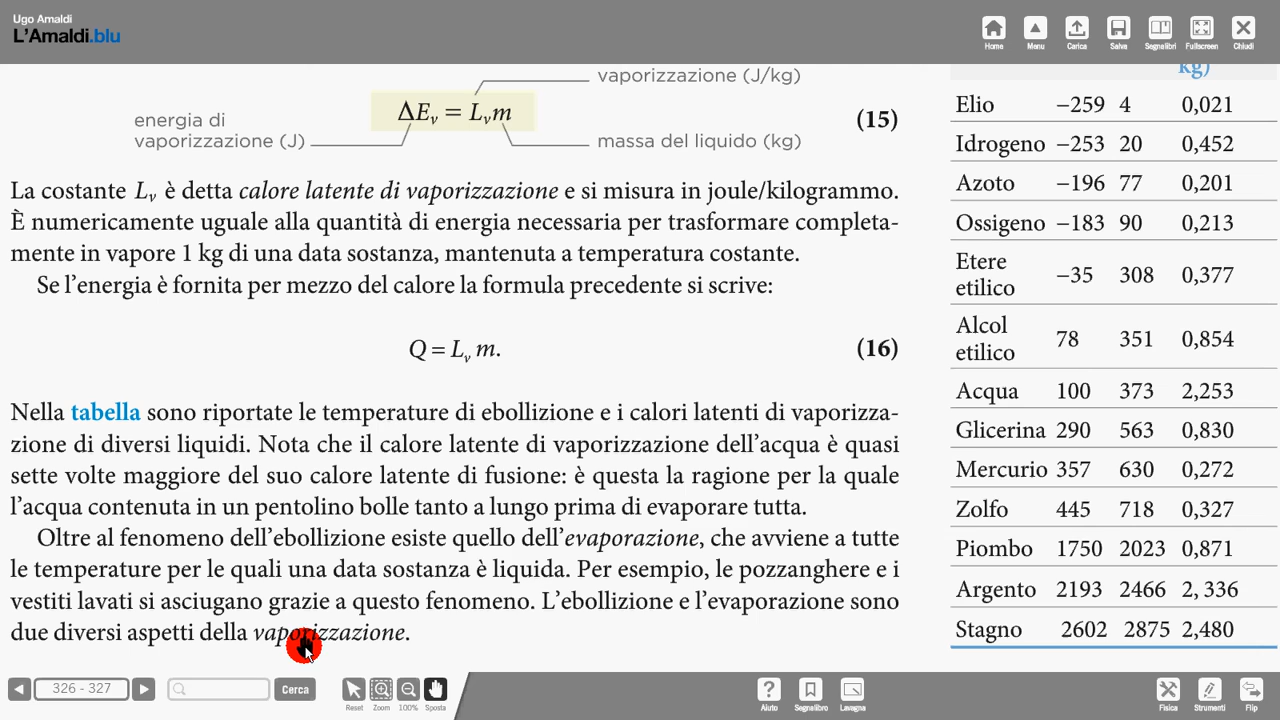 Ugo Amaldi
L'Amaldi.blu
Home Menu Carica Salva Segnalibri Fullscreen Chiudi
vaporizzazione (J/kg)
energia di
vaporizzazione (J)
ΔEᵥ = Lᵥm
(15)
massa del liquido (kg)
La costante Lᵥ è detta calore latente di vaporizzazione e si misura in joule/kilogrammo.
È numericamente uguale alla quantità di energia necessaria per trasformare completa-
mente in vapore 1 kg di una data sostanza, mantenuta a temperatura costante.
Se l'energia è fornita per mezzo del calore la formula precedente si scrive:
Q = Lᵥ m.
(16)
Nella tabella sono riportate le temperature di ebollizione e i calori latenti di vaporizza-
zione di diversi liquidi. Nota che il calore latente di vaporizzazione dell'acqua è quasi
sette volte maggiore del suo calore latente di fusione: è questa la ragione per la quale
l'acqua contenuta in un pentolino bolle tanto a lungo prima di evaporare tutta.
Oltre al fenomeno dell'ebollizione esiste quello dell'evaporazione, che avviene a tutte
le temperature per le quali una data sostanza è liquida. Per esempio, le pozzanghere e i
vestiti lavati si asciugano grazie a questo fenomeno. L'ebollizione e l'evaporazione sono
due diversi aspetti della vaporizzazione.
kg)
Elio −259 4 0,021
Idrogeno −253 20 0,452
Azoto −196 77 0,201
Ossigeno −183 90 0,213
Etere
etilico −35 308 0,377
Alcol
etilico 78 351 0,854
Acqua 100 373 2,253
Glicerina 290 563 0,830
Mercurio 357 630 0,272
Zolfo 445 718 0,327
Piombo 1750 2023 0,871
Argento 2193 2466 2, 336
Stagno 2602 2875 2,480
326 - 327
Cerca
Reset Zoom 100% Sposta
Aiuto Segnalibro Lavagna
Fisica Strumenti Flip